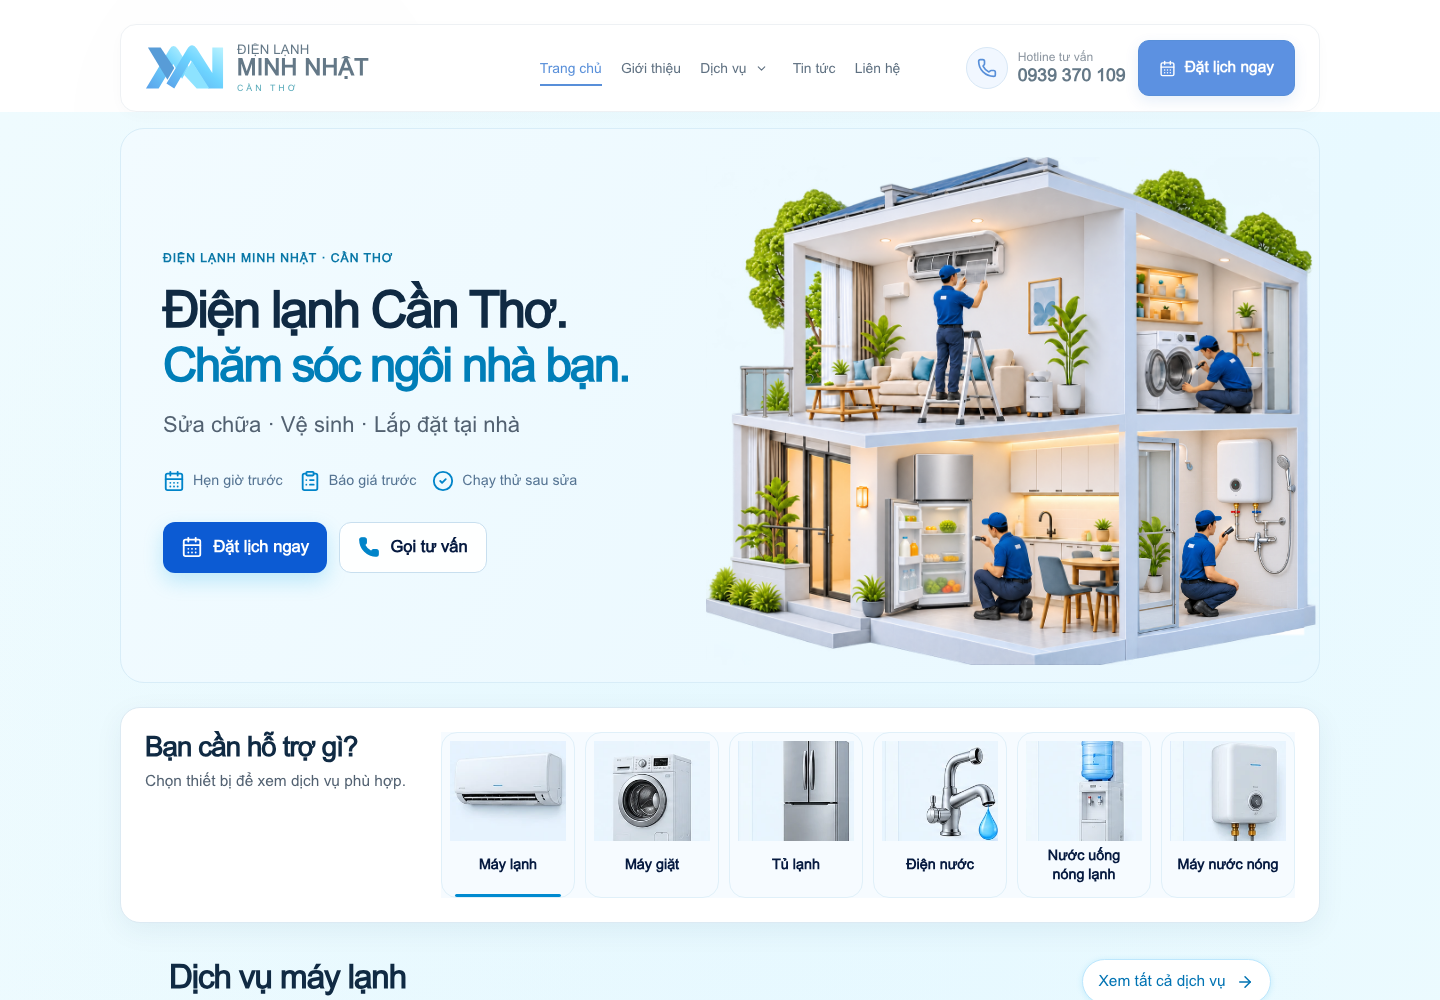 ĐIỆN LẠNH
MINH NHẬT
CẦN THƠ
Trang chủ
Giới thiệu
Dịch vụ
Tin tức
Liên hệ
Hotline tư vấn
0939 370 109
Đặt lịch ngay
ĐIỆN LẠNH MINH NHẬT · CẦN THƠ
Điện lạnh Cần Thơ.
Chăm sóc ngôi nhà bạn.
Sửa chữa · Vệ sinh · Lắp đặt tại nhà
Hẹn giờ trước
Báo giá trước
Chạy thử sau sửa
Đặt lịch ngay
Gọi tư vấn
Bạn cần hỗ trợ gì?
Chọn thiết bị để xem dịch vụ phù hợp.
Máy lạnh
Máy giặt
Tủ lạnh
Điện nước
Nước uống
nóng lạnh
Máy nước nóng
Dịch vụ máy lạnh
Xem tất cả dịch vụ